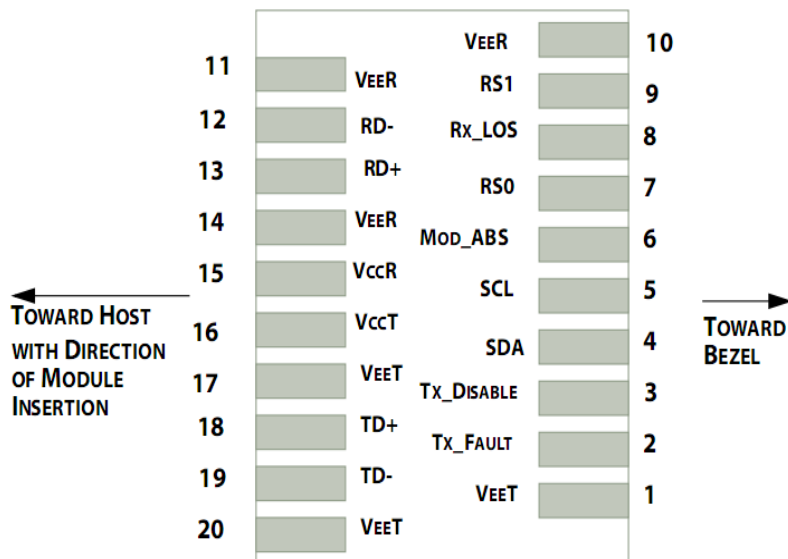 11 VEER
12 RD-
13 RD+
14 VEER
15 VCCR
16 VCCT
17 VEET
18 TD+
19 TD-
20 VEET
VEER 10
RS1 9
RX_LOS 8
RS0 7
MOD_ABS 6
SCL 5
SDA 4
TX_DISABLE 3
TX_FAULT 2
VEET 1
TOWARD HOST
WITH DIRECTION
OF MODULE
INSERTION
TOWARD
BEZEL